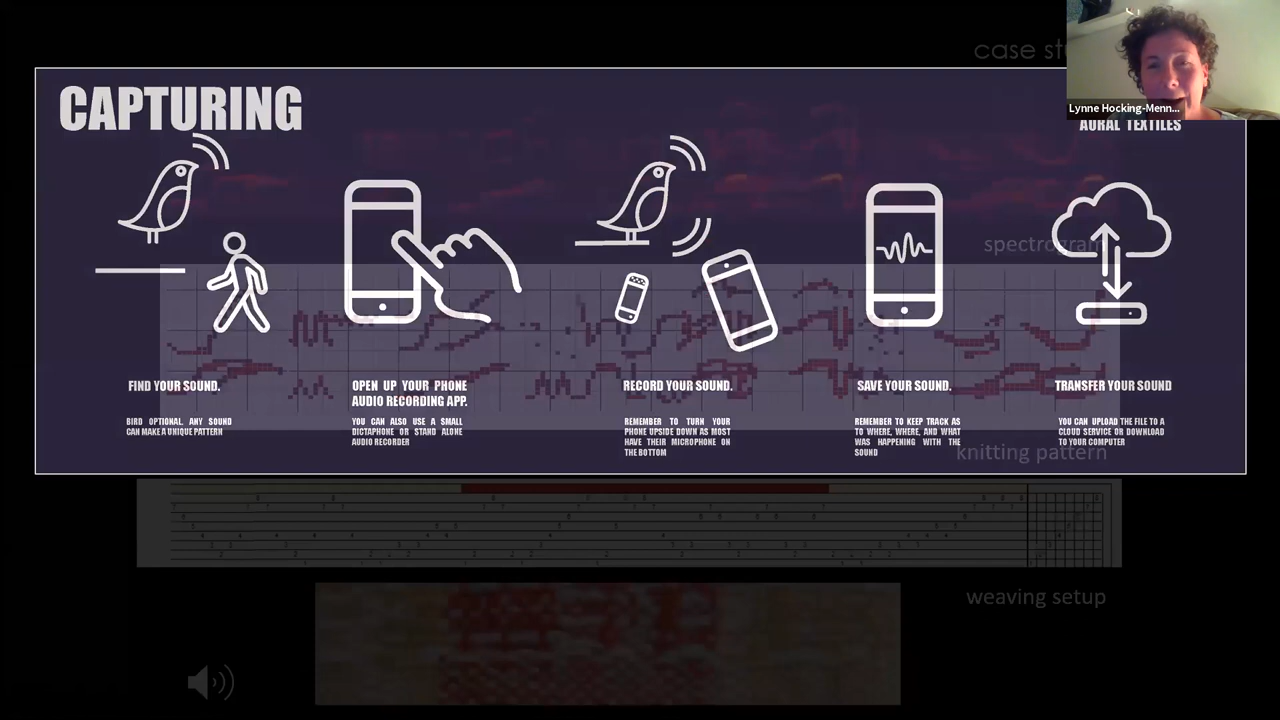 case
Lynne Hocking-Menn...
CAPTURING
AURAL TEXTILES
spectrogram
FIND YOUR SOUND.
BIRD OPTIONAL. ANY SOUND
CAN MAKE A UNIQUE PATTERN
OPEN UP YOUR PHONE
AUDIO RECORDING APP.
YOU CAN ALSO USE A SMALL
DICTAPHONE OR STAND ALONE
AUDIO RECORDER
RECORD YOUR SOUND.
REMEMBER TO TURN YOUR
PHONE UPSIDE DOWN AS MOST
HAVE THEIR MICROPHONE ON
THE BOTTOM
SAVE YOUR SOUND.
REMEMBER TO KEEP TRACK AS
TO WHERE, WHERE, AND WHAT
WAS HAPPENING WITH THE
SOUND
TRANSFER YOUR SOUND
YOU CAN UPLOAD THE FILE TO A
CLOUD SERVICE OR DOWNLOAD
TO YOUR COMPUTER
knitting pattern
weaving setup